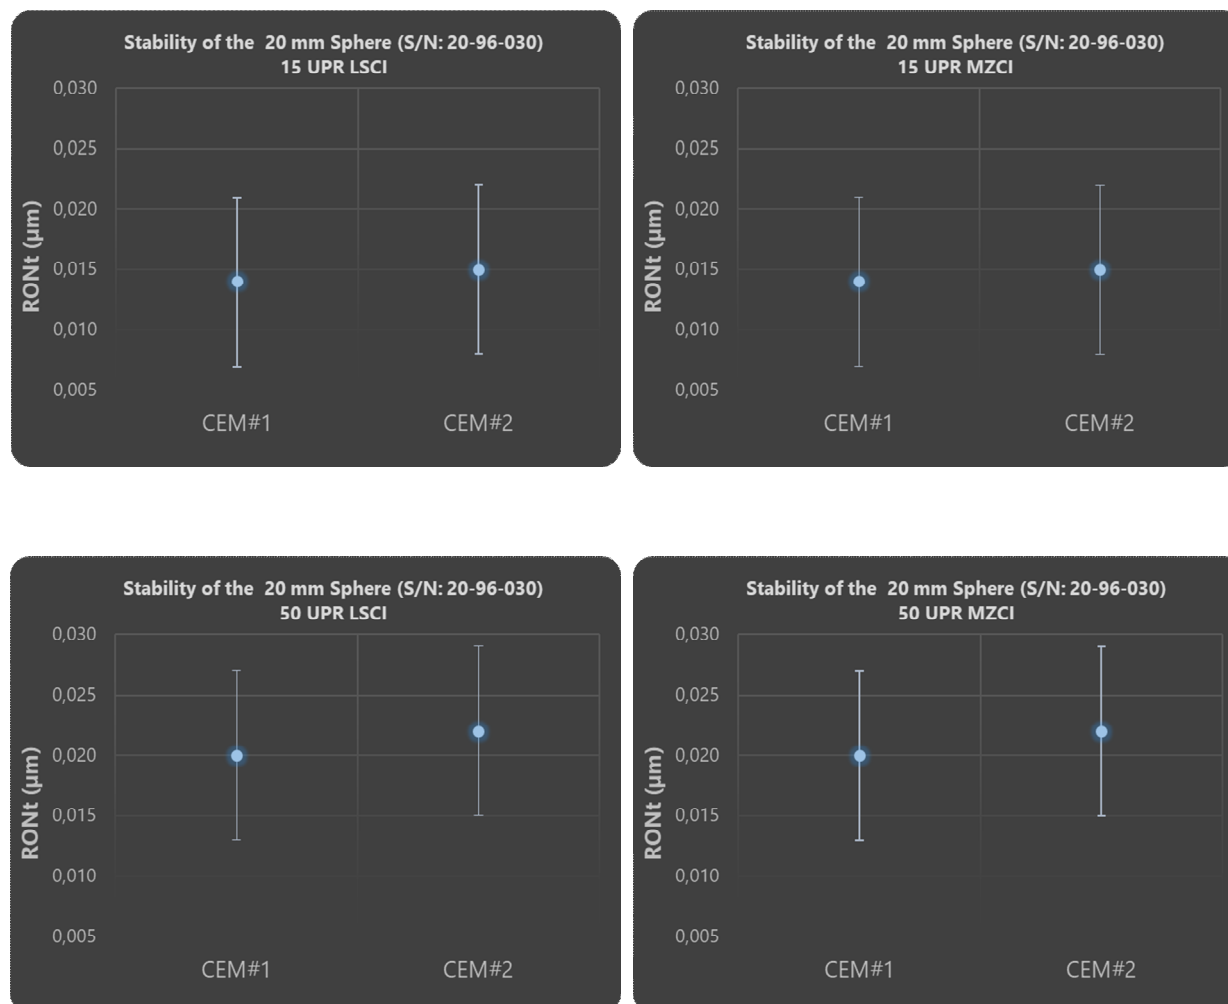 Stability of the  20 mm Sphere (S/N: 20-96-030)
15 UPR LSCI
0,030
0,025
0,020
0,015
0,010
0,005
RONt (µm)
CEM#1
CEM#2
Stability of the  20 mm Sphere (S/N: 20-96-030)
15 UPR MZCI
0,030
0,025
0,020
0,015
0,010
0,005
RONt (µm)
CEM#1
CEM#2
Stability of the  20 mm Sphere (S/N: 20-96-030)
50 UPR LSCI
0,030
0,025
0,020
0,015
0,010
0,005
RONt (µm)
CEM#1
CEM#2
Stability of the  20 mm Sphere (S/N: 20-96-030)
50 UPR MZCI
0,030
0,025
0,020
0,015
0,010
0,005
RONt (µm)
CEM#1
CEM#2